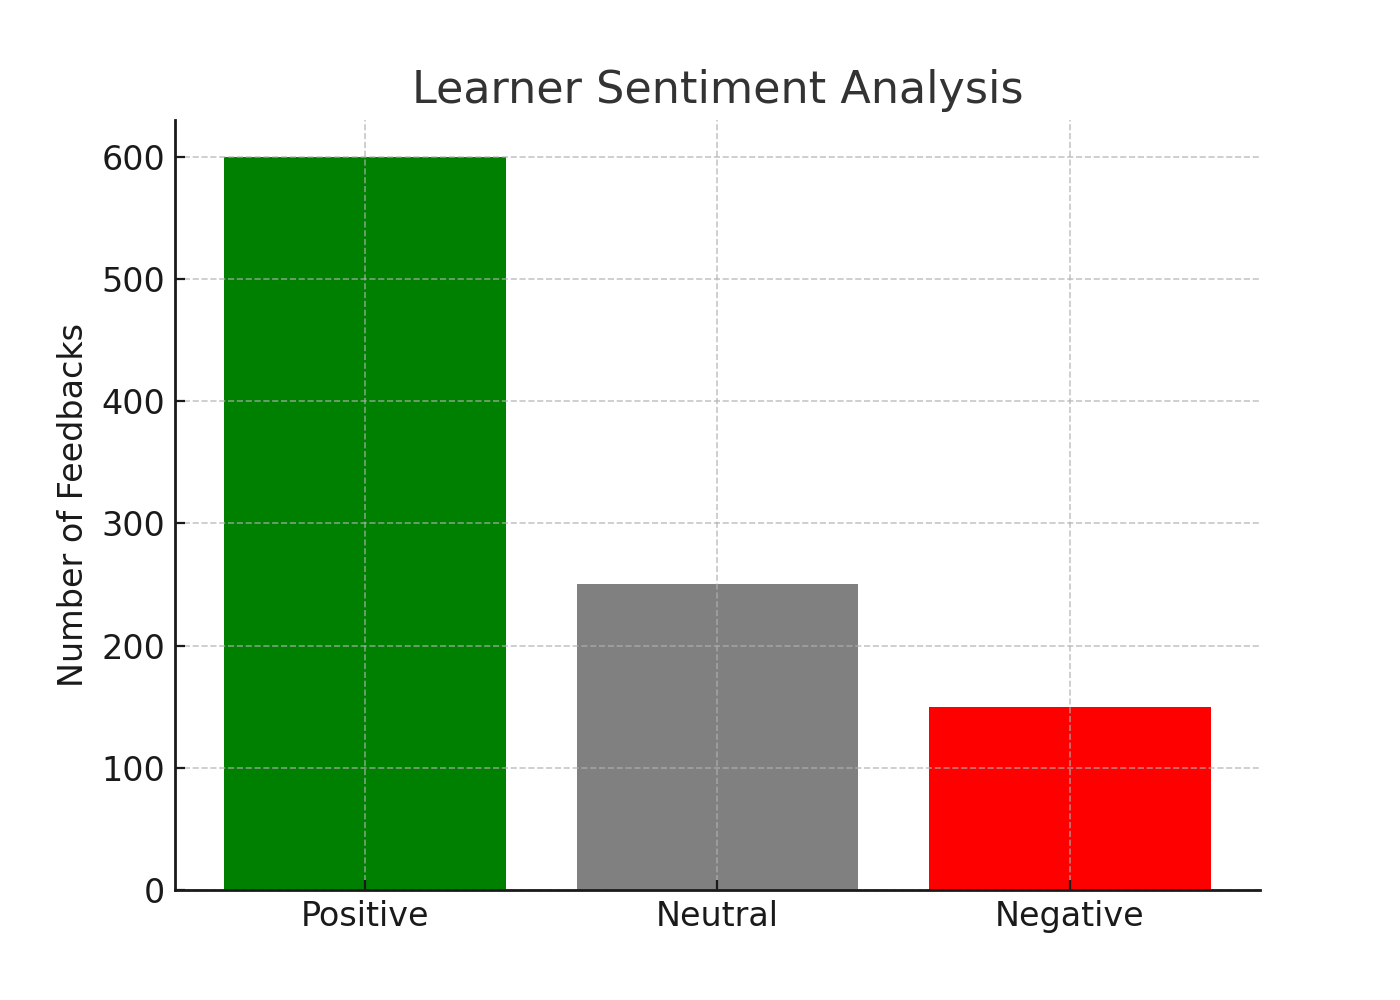 Learner Sentiment Analysis
Number of Feedbacks
600
500
400
300
200
100
0
Positive
Neutral
Negative